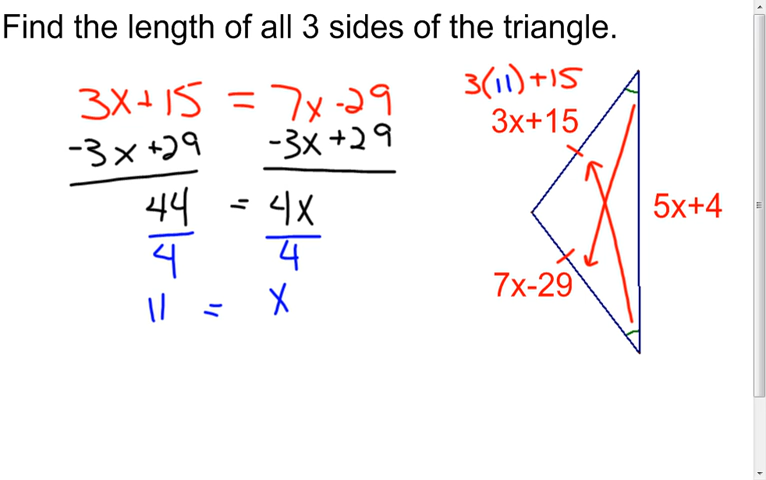 Find the length of all 3 sides of the triangle.
3x+15 = 7x-29
-3x+29 -3x+29
44 = 4x
4 4
11 = x
3(11)+15
3x+15
5x+4
7x-29